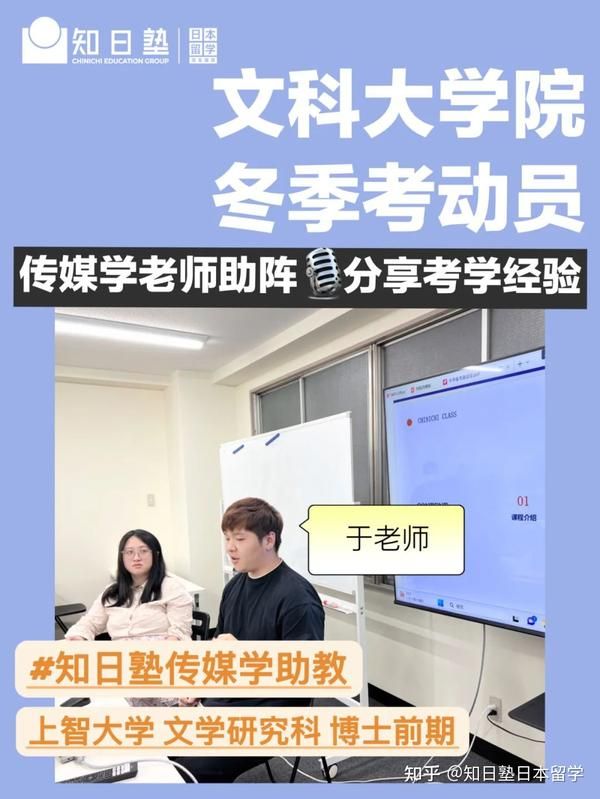 知日塾
CHINICHI EDUCATION GROUP
日本
留学
文科大学院
冬季考动员
传媒学老师助阵🎙分享考学经验
CHINICHI CLASS
01
课程介绍
于老师
#知日塾传媒学助教
上智大学 文学研究科 博士前期
知乎 @知日塾日本留学